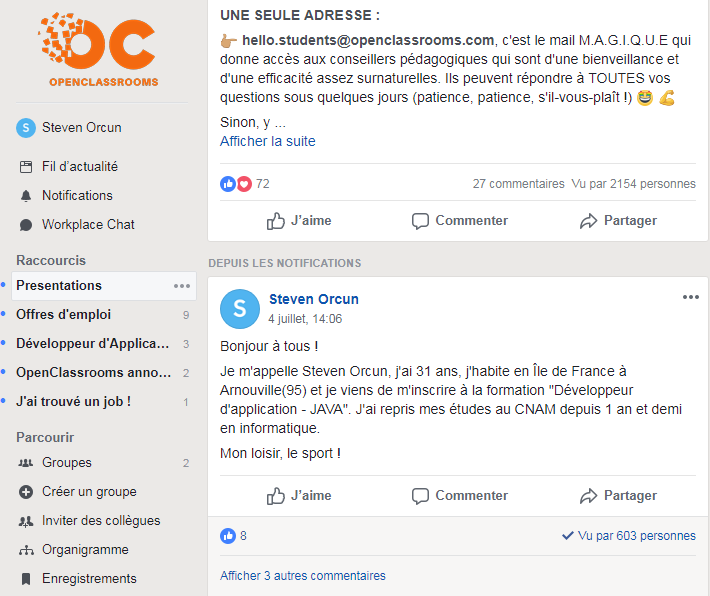 OC
OPENCLASSROOMS
S Steven Orcun
Fil d'actualité
Notifications
Workplace Chat
Raccourcis
Presentations
Offres d'emploi 9
Développeur d'Applica... 3
OpenClassrooms anno... 2
J'ai trouvé un job ! 1
Parcourir
Groupes 2
Créer un groupe
Inviter des collègues
Organigramme
Enregistrements
UNE SEULE ADRESSE :
👉 hello.students@openclassrooms.com, c'est le mail M.A.G.I.Q.U.E qui
donne accès aux conseillers pédagogiques qui sont d'une bienveillance et
d'une efficacité assez surnaturelles. Ils peuvent répondre à TOUTES vos
questions sous quelques jours (patience, patience, s'il-vous-plaît !) 🤩 💪
Sinon, y ...
Afficher la suite
72 27 commentaires Vu par 2154 personnes
J'aime Commenter Partager
DEPUIS LES NOTIFICATIONS
S Steven Orcun
4 juillet, 14:06
Bonjour à tous !
Je m'appelle Steven Orcun, j'ai 31 ans, j'habite en Île de France à
Arnouville(95) et je viens de m'inscrire à la formation "Développeur
d'application - JAVA". J'ai repris mes études au CNAM depuis 1 an et demi
en informatique.
Mon loisir, le sport !
J'aime Commenter Partager
8 Vu par 603 personnes
Afficher 3 autres commentaires